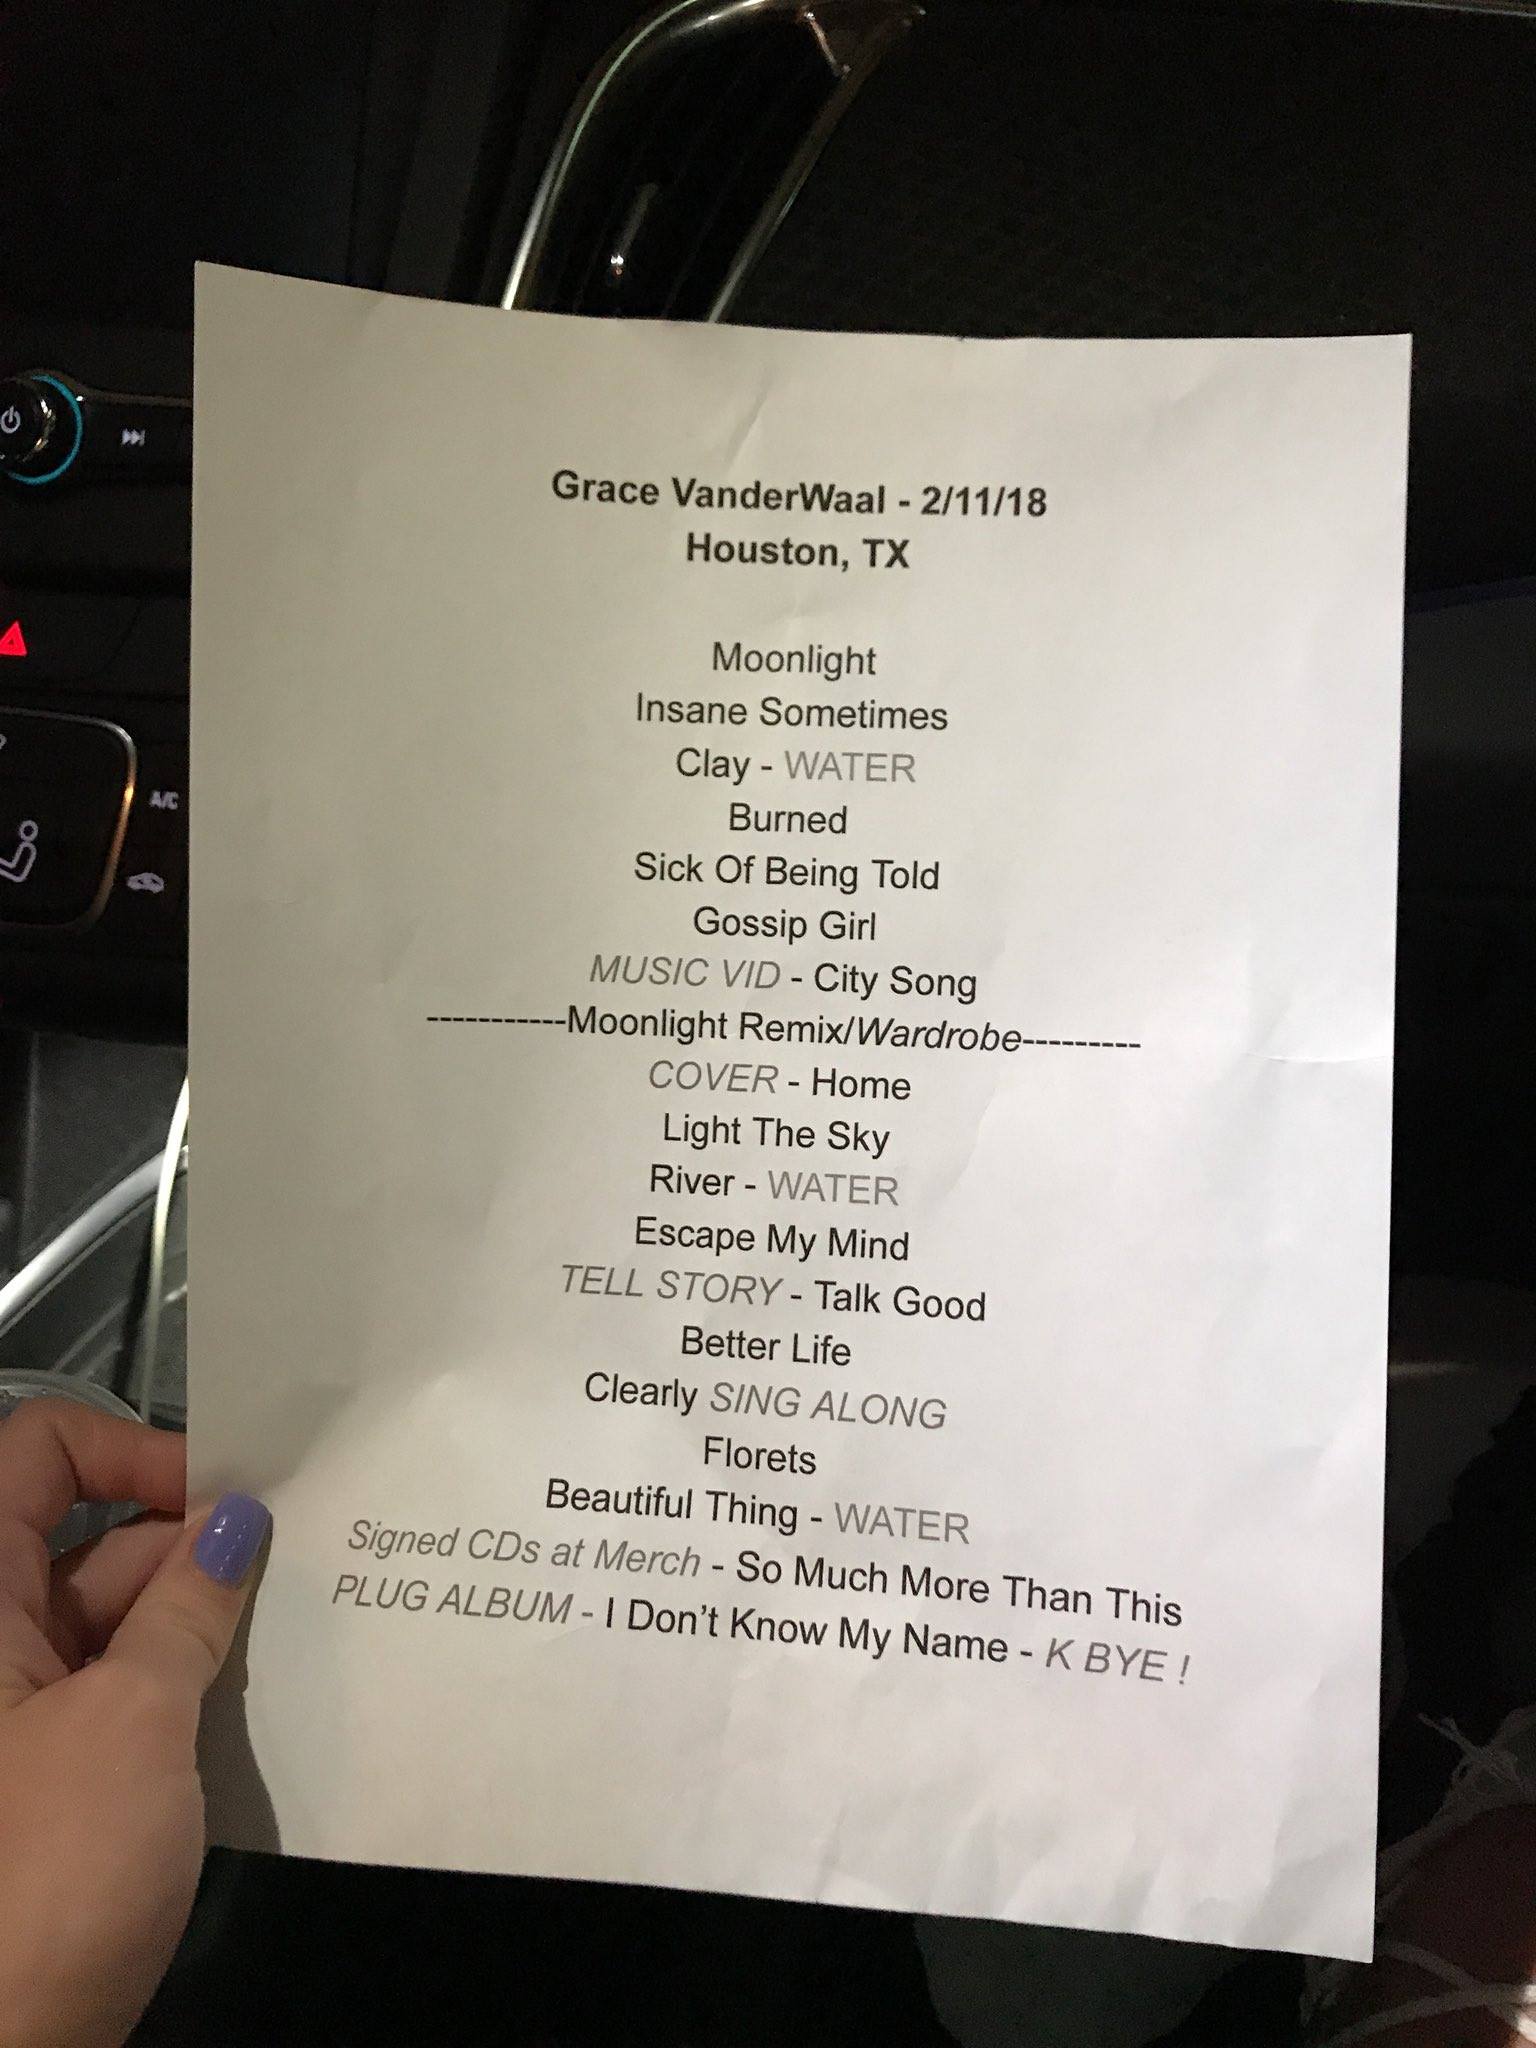 Grace VanderWaal - 2/11/18
Houston, TX
Moonlight
Insane Sometimes
Clay - WATER
Burned
Sick Of Being Told
Gossip Girl
MUSIC VID - City Song
-----------Moonlight Remix/Wardrobe---------
COVER - Home
Light The Sky
River - WATER
Escape My Mind
TELL STORY - Talk Good
Better Life
Clearly SING ALONG
Florets
Beautiful Thing - WATER
Signed CDs at Merch - So Much More Than This
PLUG ALBUM - I Don't Know My Name - K BYE !
A/C